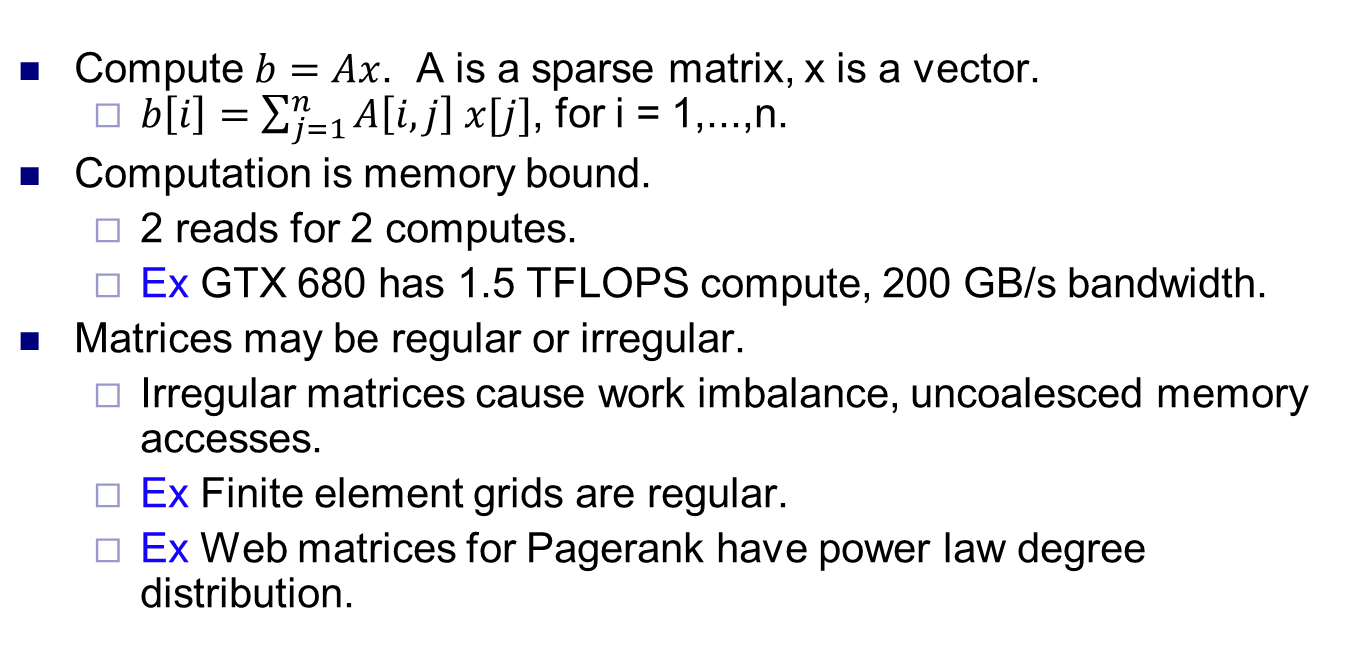 Compute b = Ax. A is a sparse matrix, x is a vector.
b[i] = ∑ⁿⱼ₌₁ A[i,j] x[j], for i = 1,...,n.
Computation is memory bound.
2 reads for 2 computes.
Ex GTX 680 has 1.5 TFLOPS compute, 200 GB/s bandwidth.
Matrices may be regular or irregular.
Irregular matrices cause work imbalance, uncoalesced memory
accesses.
Ex Finite element grids are regular.
Ex Web matrices for Pagerank have power law degree
distribution.